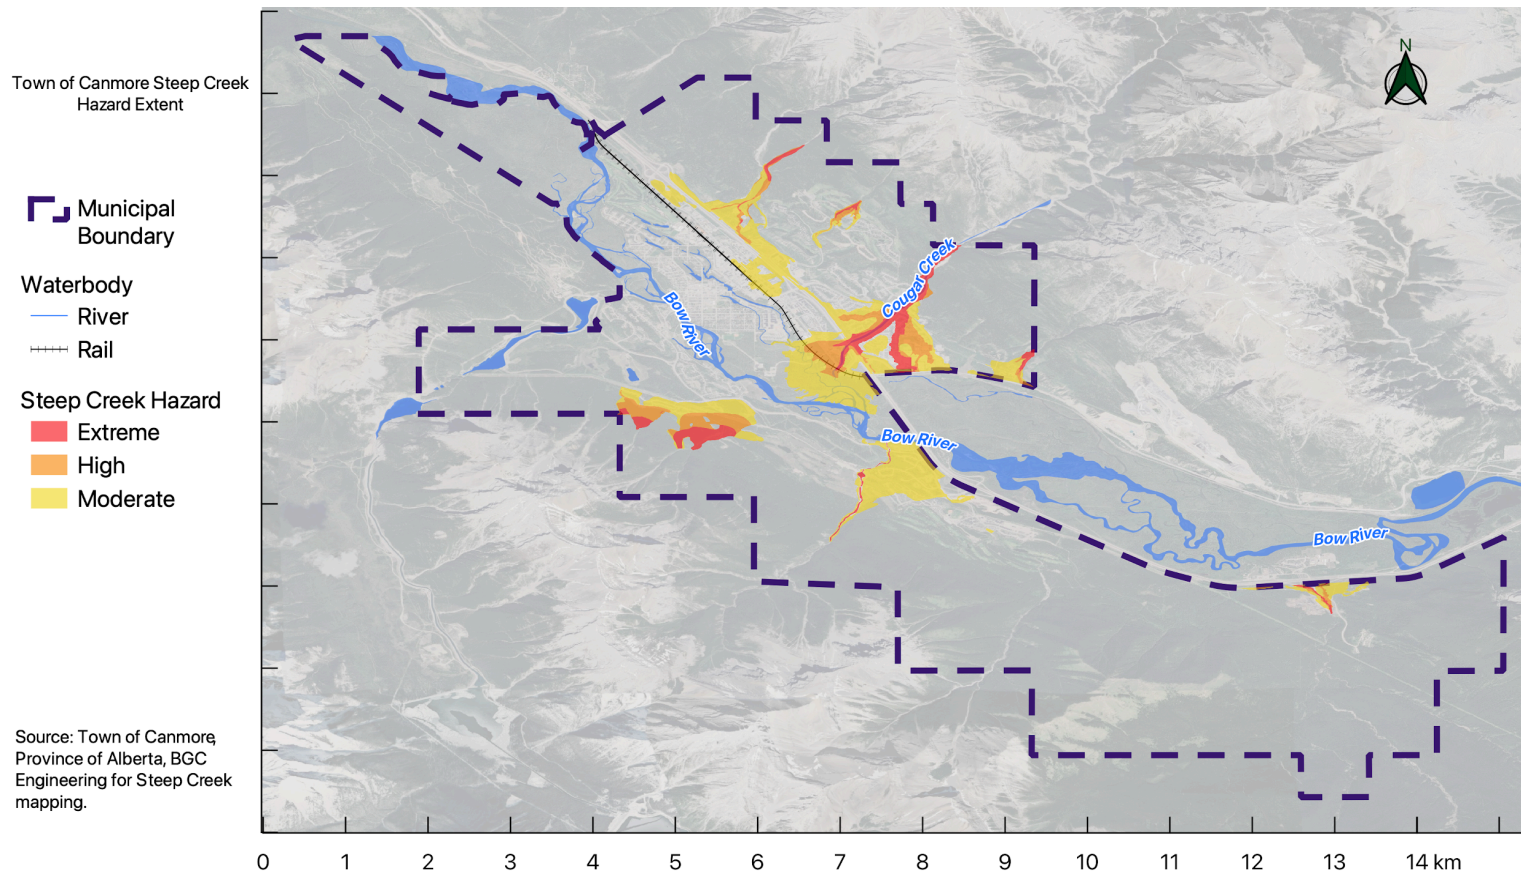 Town of Canmore Steep Creek
Hazard Extent
Municipal
Boundary
Waterbody
River
Rail
Steep Creek Hazard
Extreme
High
Moderate
Source: Town of Canmore,
Province of Alberta, BGC
Engineering for Steep Creek
mapping.
N
Cougar Creek
Bow River
Bow River
Bow River
0 1 2 3 4 5 6 7 8 9 10 11 12 13 14 km